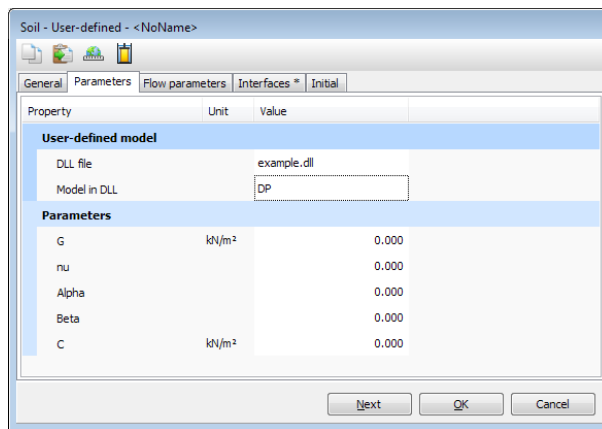 Soil - User-defined - <NoName>
General Parameters Flow parameters Interfaces * Initial
Property Unit Value
User-defined model
DLL file example.dll
Model in DLL DP
Parameters
G kN/m² 0.000
nu 0.000
Alpha 0.000
Beta 0.000
C kN/m² 0.000
Next OK Cancel